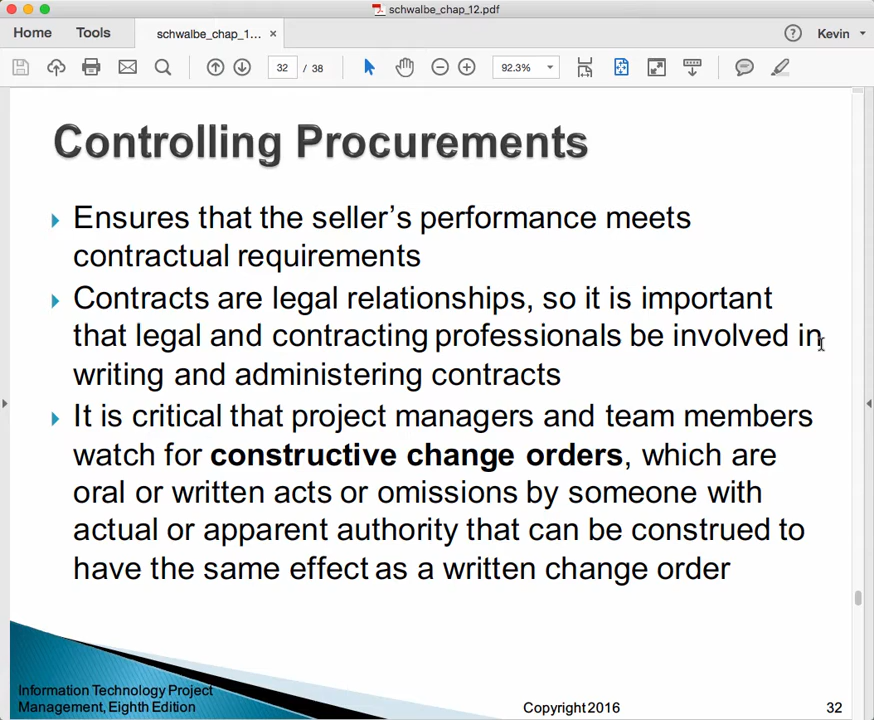 schwalbe_chap_12.pdf
Home Tools schwalbe_chap_1... × ? Kevin
32 / 38 92.3%
Controlling Procurements
Ensures that the seller's performance meets
contractual requirements
Contracts are legal relationships, so it is important
that legal and contracting professionals be involved in
writing and administering contracts
It is critical that project managers and team members
watch for constructive change orders, which are
oral or written acts or omissions by someone with
actual or apparent authority that can be construed to
have the same effect as a written change order
Information Technology Project
Management, Eighth Edition Copyright 2016 32